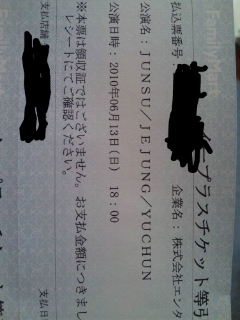 ープラスチケット等引
払込票番号: 企業名:株式会社エンタ
公演名:JUNSU/JEJUNG/YUCHUN
公演日時:2010年06月13日(日) 18:00
※本票は領収証ではございません。お支払金額につきまし
レシートにてご確認ください。
支払店舗 支払日